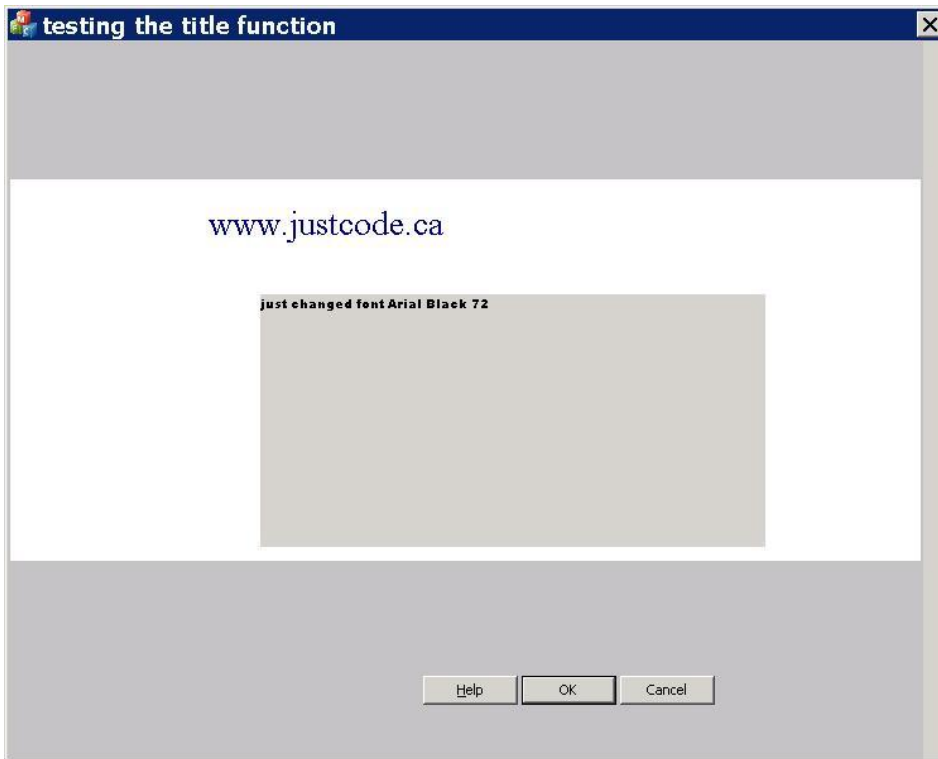 testing the title function
www.justcode.ca
just changed font Arial Black 72
Help OK Cancel